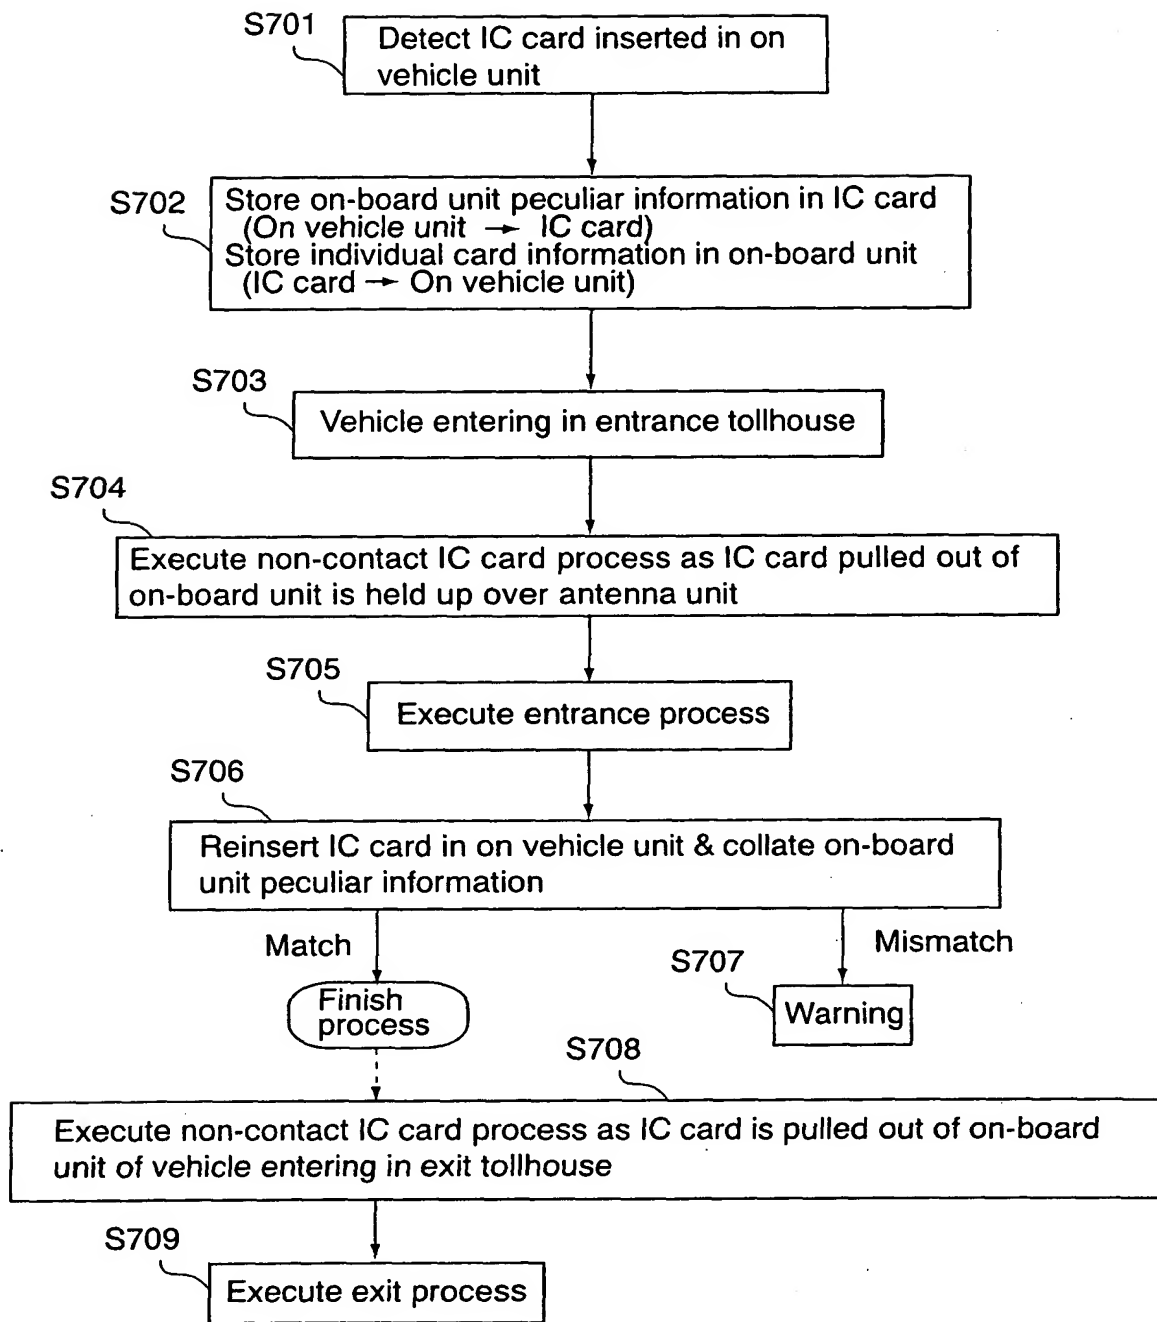 S701
Detect IC card inserted in on
vehicle unit
S702
Store on-board unit peculiar information in IC card
(On vehicle unit → IC card)
Store individual card information in on-board unit
(IC card → On vehicle unit)
S703
Vehicle entering in entrance tollhouse
S704
Execute non-contact IC card process as IC card pulled out of
on-board unit is held up over antenna unit
S705
Execute entrance process
S706
Reinsert IC card in on vehicle unit & collate on-board
unit peculiar information
Match
Mismatch
S707
Finish
process
Warning
S708
Execute non-contact IC card process as IC card is pulled out of on-board
unit of vehicle entering in exit tollhouse
S709
Execute exit process